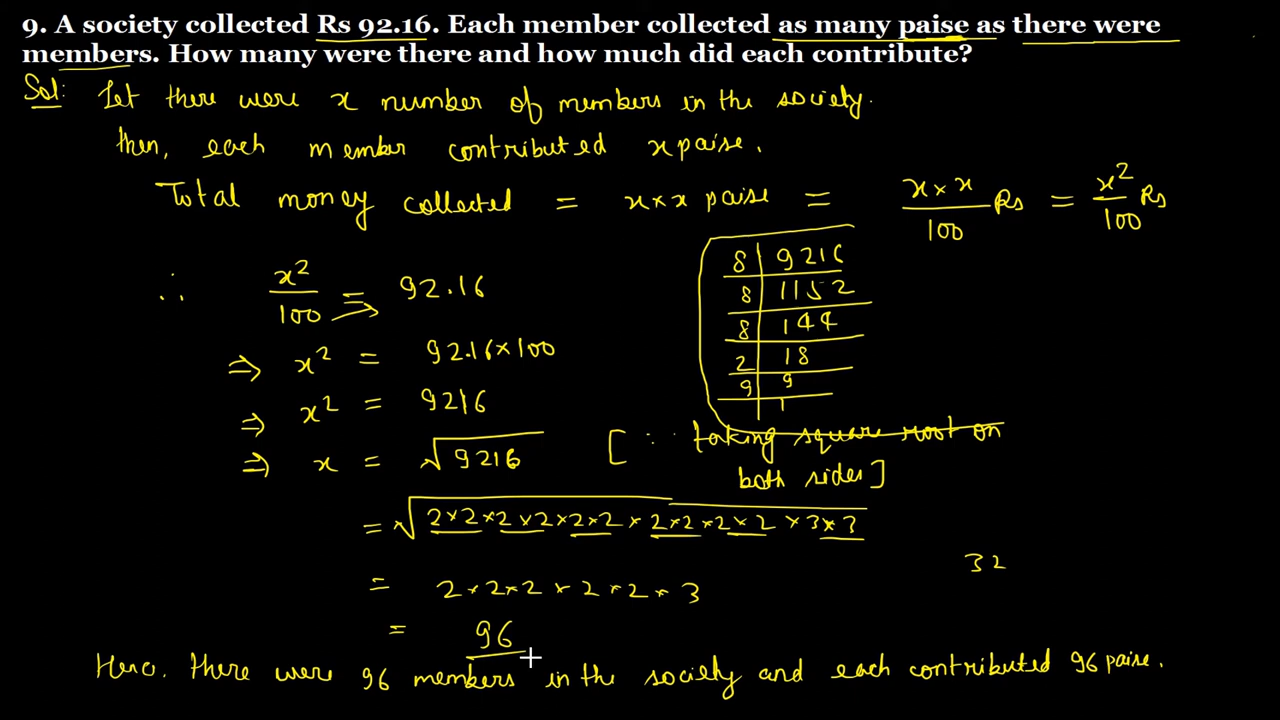 9. A society collected Rs 92.16. Each member collected as many paise as there were
members. How many were there and how much did each contribute?
Sol: Let there were x number of members in the society.
then, each member contributed x paise.
Total money collected = x × x paise = x × x / 100 Rs = x² / 100 Rs
∴ x² / 100 = 92.16
⇒ x² = 92.16 × 100
⇒ x² = 9216
⇒ x = √9216 [∵ taking square root on
both sides]
8 | 9216
8 | 1152
8 | 144
2 | 18
9 | 9
| 1
= √2×2×2×2×2×2×2×2×2×2×3×3
= 2×2×2×2×2×3
32
= 96
Hence, there were 96 members in the society and each contributed 96 paise.